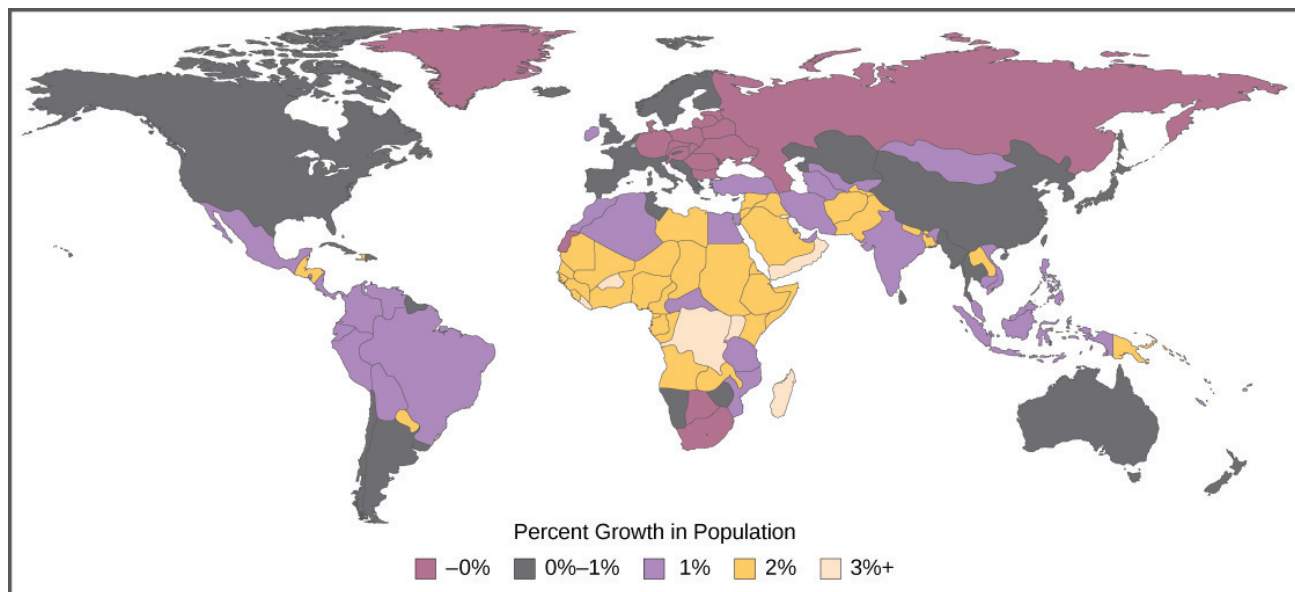 Percent Growth in Population
–0% 0%–1% 1% 2% 3%+